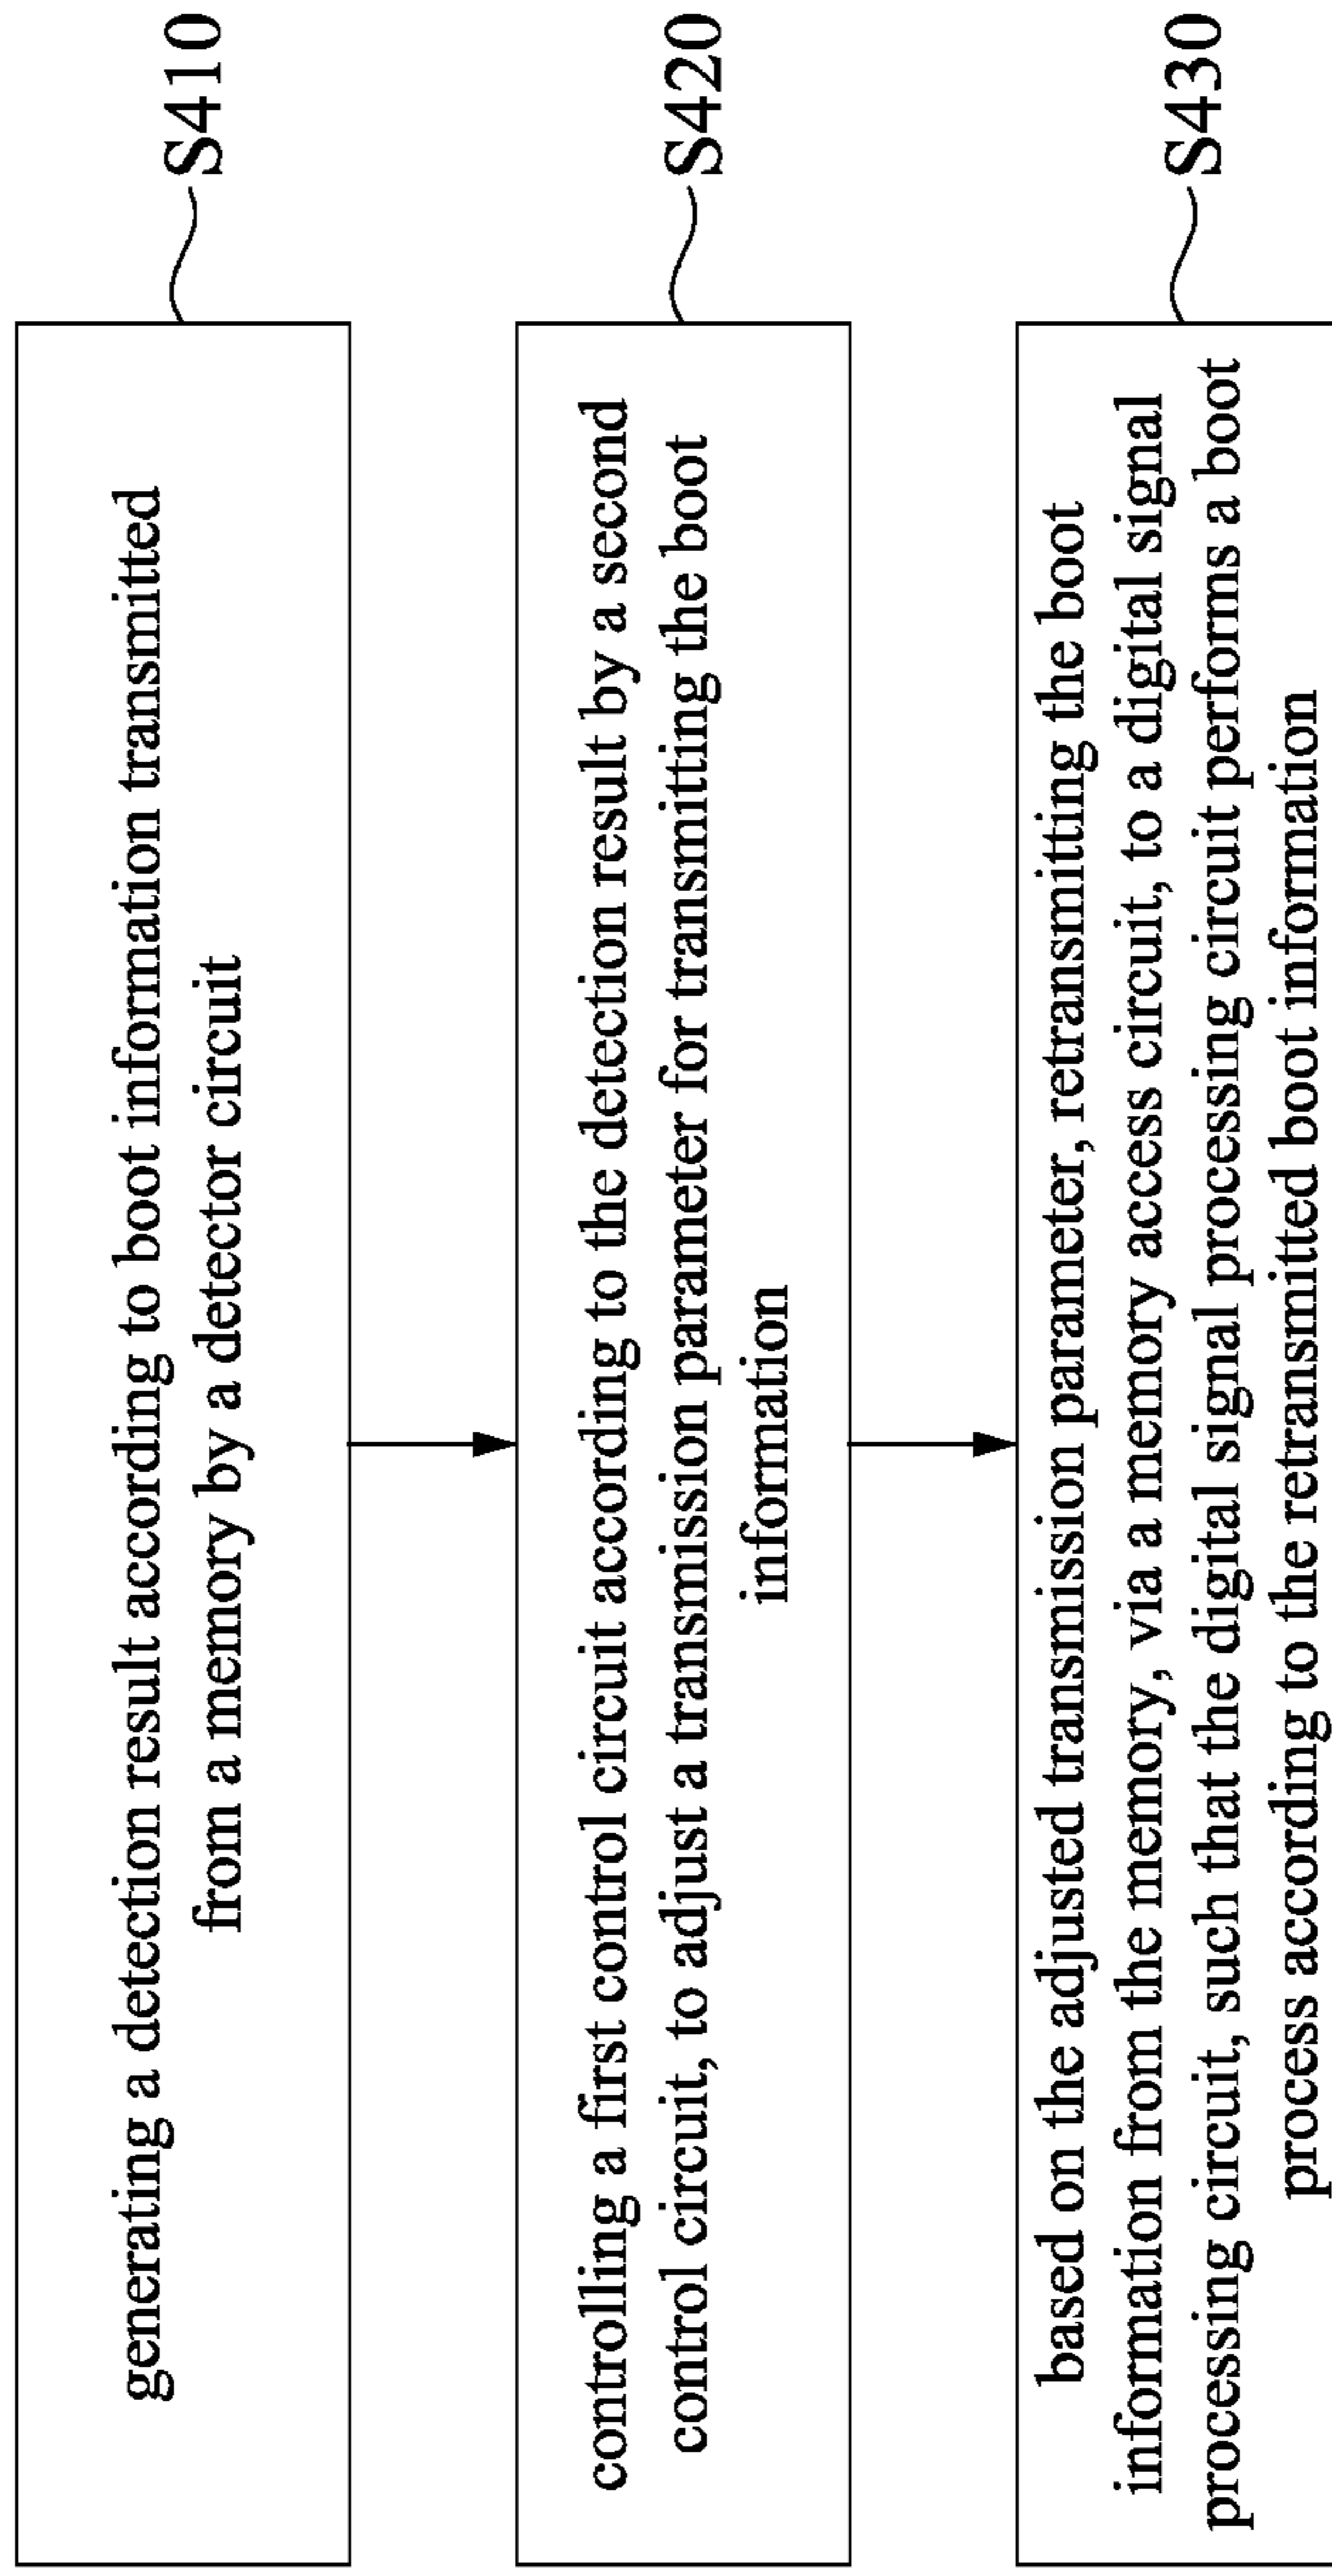 generating a detection result according to boot information transmitted
from a memory by a detector circuit
S410
controlling a first control circuit according to the detection result by a second
control circuit, to adjust a transmission parameter for transmitting the boot
information
S420
based on the adjusted transmission parameter, retransmitting the boot
information from the memory, via a memory access circuit, to a digital signal
processing circuit, such that the digital signal processing circuit performs a boot
process according to the retransmitted boot information
S430